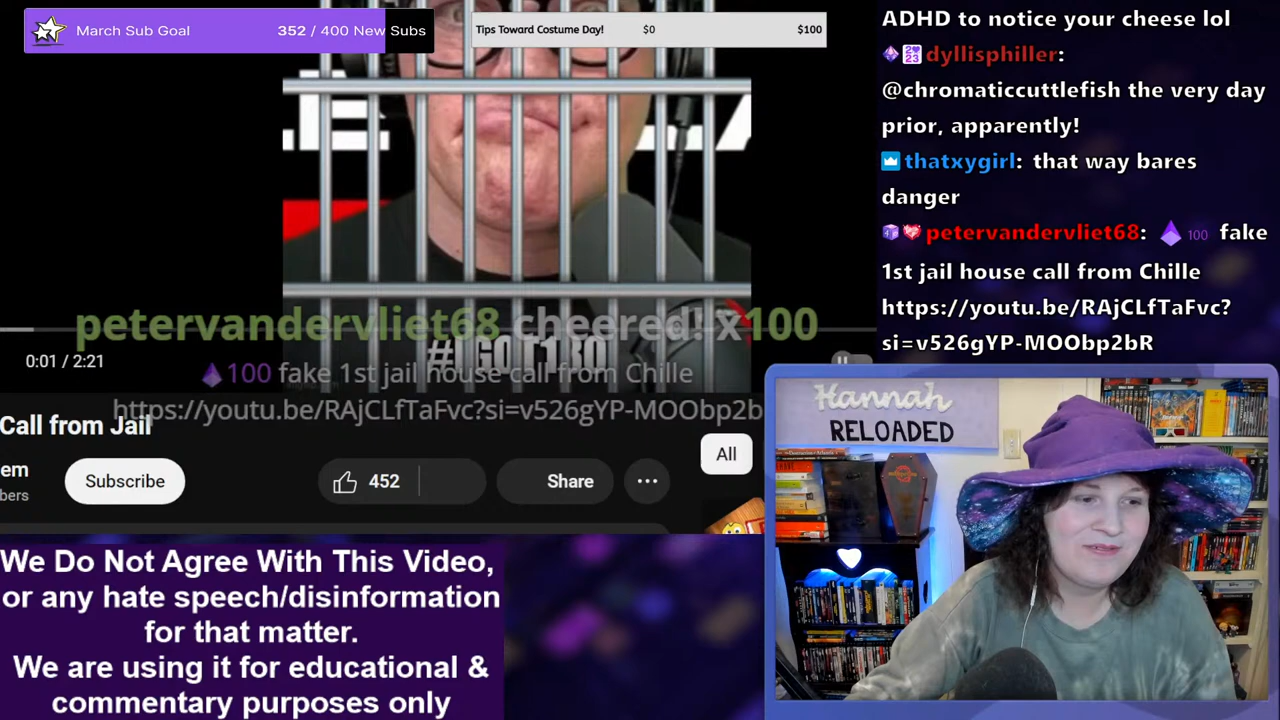 March Sub Goal 352 / 400 New Subs
Tips Toward Costume Day! $0 $100
petervandervliet68 cheered! x100
100 fake 1st jail house call from Chille
https://youtu.be/RAjCLfTaFvc?si=v526gYP-MOObp2b
0:01 / 2:21
Call from Jail
em
bers
Subscribe
452
Share
All
We Do Not Agree With This Video,
or any hate speech/disinformation
for that matter.
We are using it for educational &
commentary purposes only
ADHD to notice your cheese lol
dyllisphiller:
@chromaticcuttlefish the very day
prior, apparently!
thatxygirl: that way bares
danger
petervandervliet68: 100 fake
1st jail house call from Chille
https://youtu.be/RAjCLfTaFvc?
si=v526gYP-MOObp2bR
Hannah
RELOADED